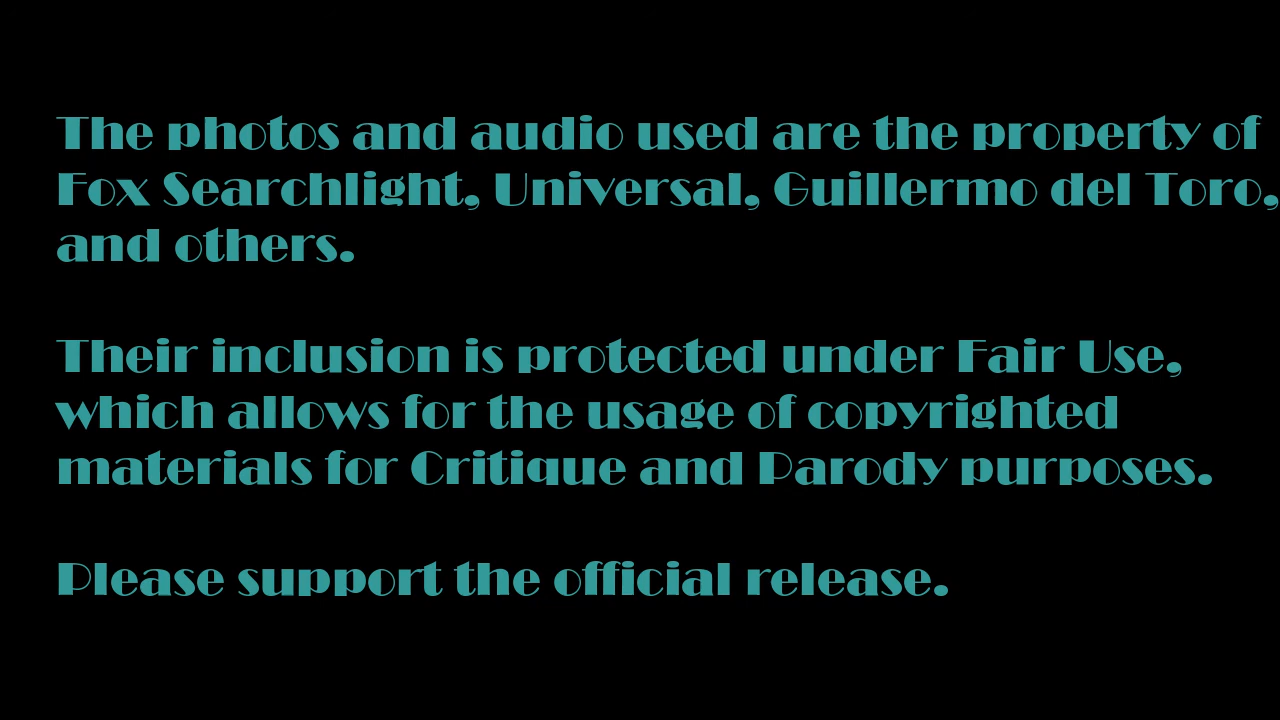 The photos and audio used are the property of
Fox Searchlight, Universal, Guillermo del Toro,
and others.
Their inclusion is protected under Fair Use,
which allows for the usage of copyrighted
materials for Critique and Parody purposes.
Please support the official release.